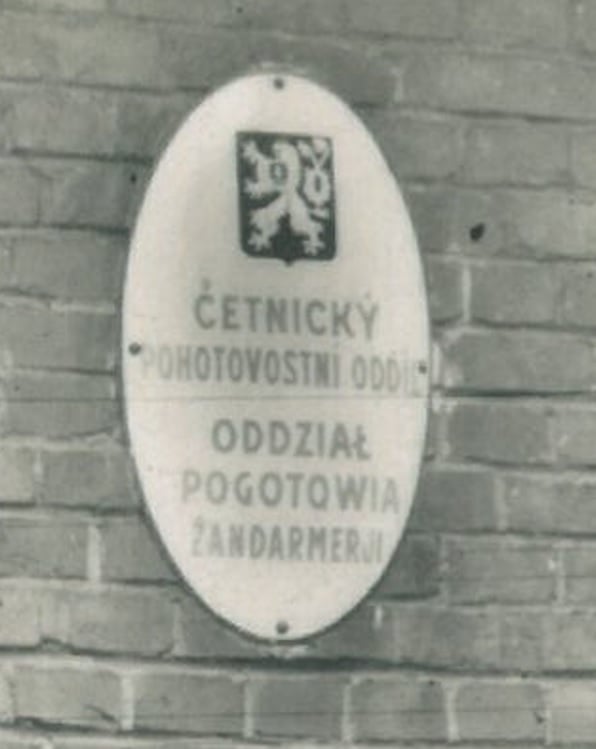 ČETNICKÝ
POHOTOVOSTNÍ ODDÍL
ODDZIAŁ
POGOTOWIA
ŻANDARMERJI